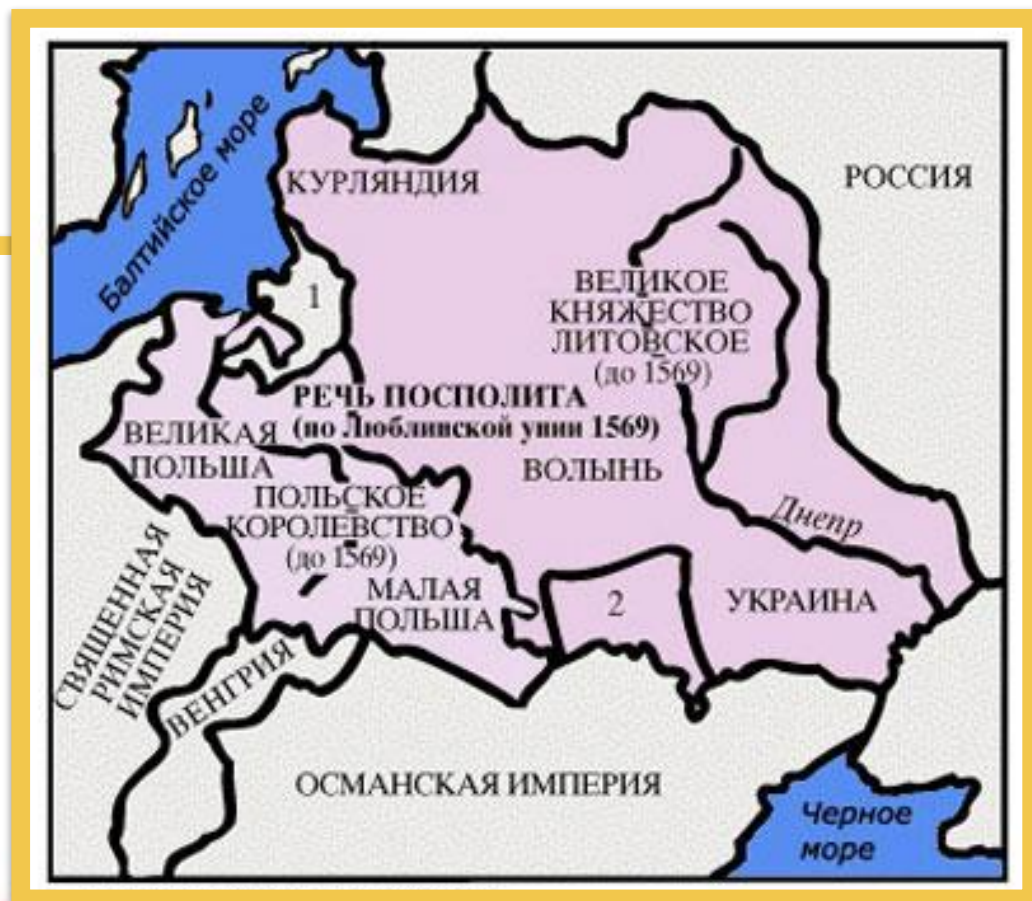 Балтийское море
КУРЛЯНДИЯ
РОССИЯ
1
ВЕЛИКОЕ
КНЯЖЕСТВО
ЛИТОВСКОЕ
(до 1569)
РЕЧЬ ПОСПОЛИТА
(по Люблинской унии 1569)
ВЕЛИКАЯ
ПОЛЬША
ВОЛЫНЬ
ПОЛЬСКОЕ
КОРОЛЕВСТВО
(до 1569)
Днепр
МАЛАЯ
ПОЛЬША
2
УКРАИНА
СВЯЩЕННАЯ
РИМСКАЯ
ИМПЕРИЯ
ВЕНГРИЯ
ОСМАНСКАЯ ИМПЕРИЯ
Черное
море